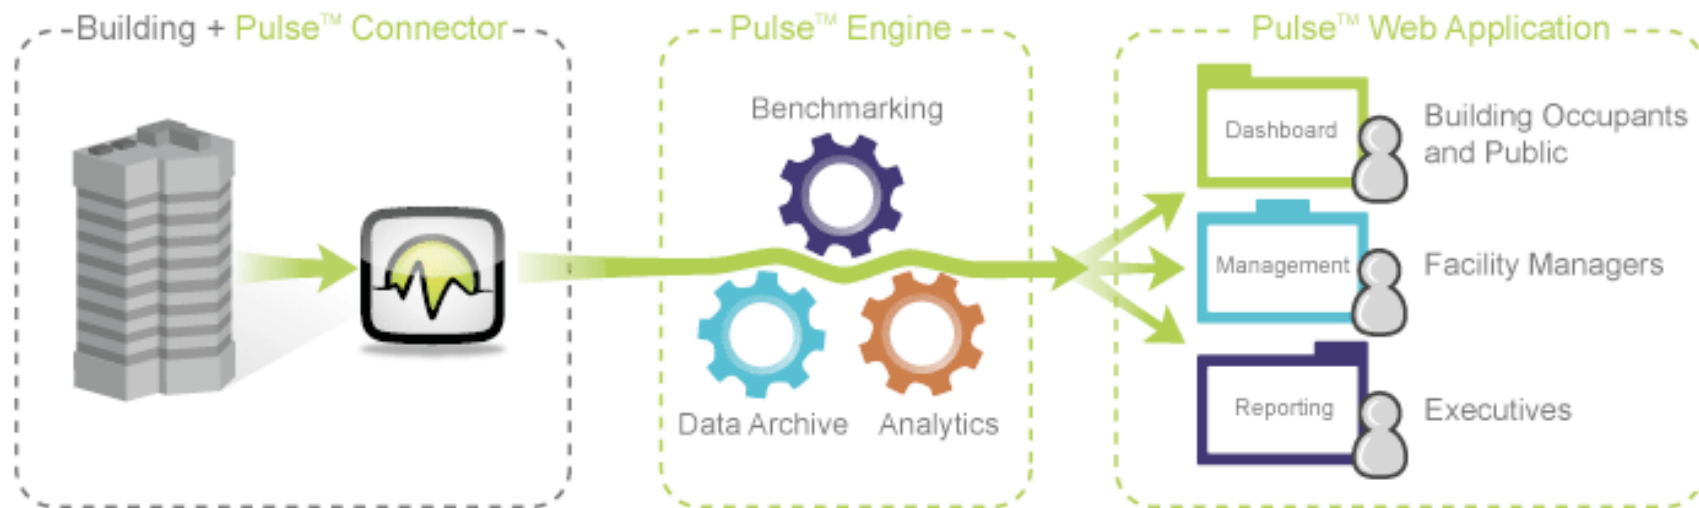 Building + Pulse™ Connector
Pulse™ Engine
Benchmarking
Data Archive
Analytics
Pulse™ Web Application
Dashboard
Building Occupants
and Public
Management
Facility Managers
Reporting
Executives